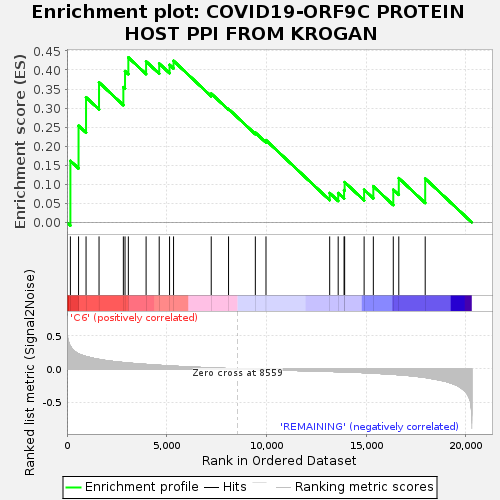 Enrichment plot: COVID19-ORF9C PROTEIN
HOST PPI FROM KROGAN
Enrichment score (ES)
0.45
0.40
0.35
0.30
0.25
0.20
0.15
0.10
0.05
0.00
'C6' (positively correlated)
Ranked list metric (Signal2Noise)
0.5
0.0
-0.5
Zero cross at 8559
'REMAINING' (negatively correlated)
0
5,000
10,000
15,000
20,000
Rank in Ordered Dataset
Enrichment profile
Hits
Ranking metric scores